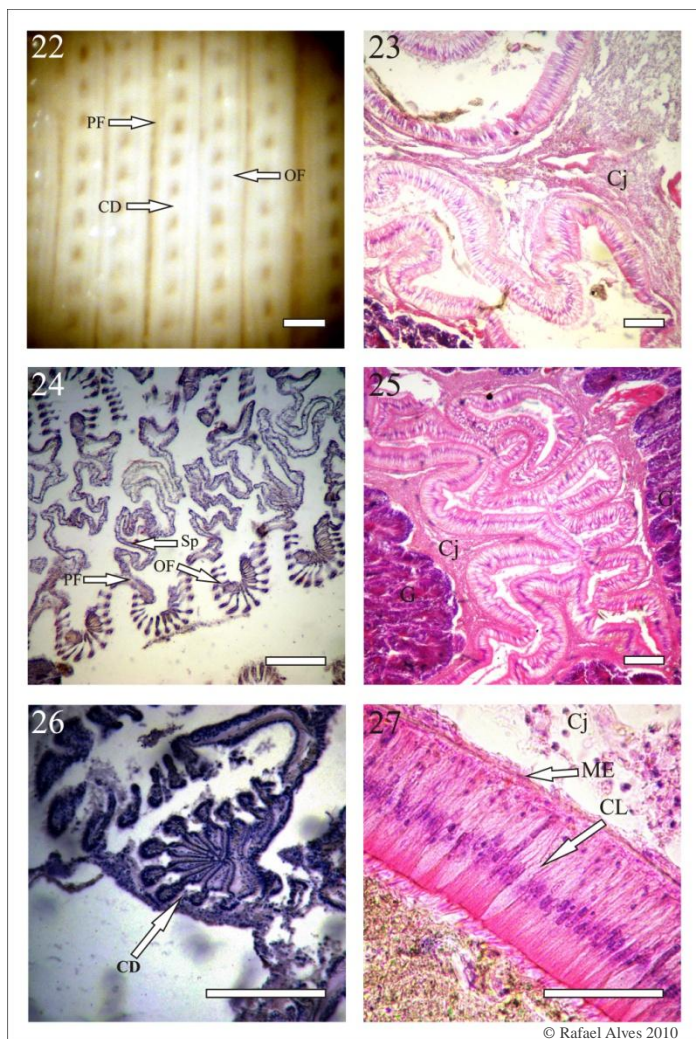 22
PF
OF
CD
23
Cj
24
Sp
PF
OF
25
G
Cj
G
26
CD
27
Cj
ME
CL
© Rafael Alves 2010